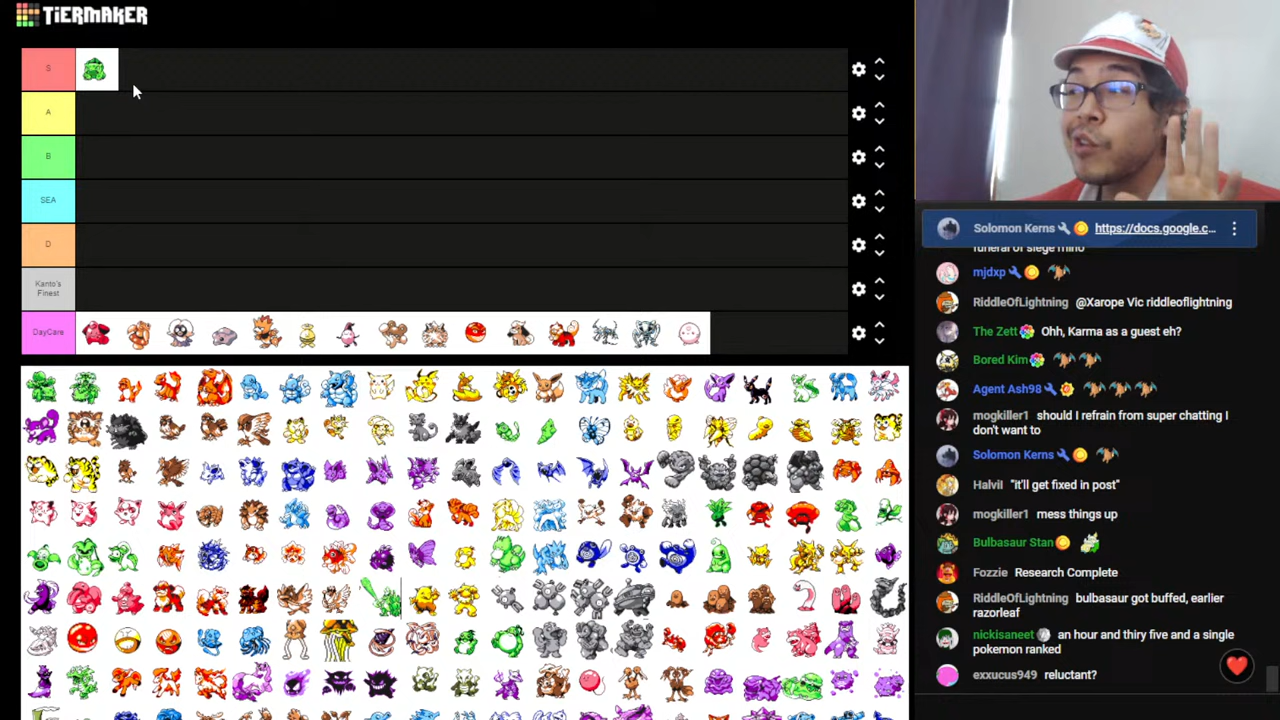 TIERMAKER
S
A
B
SEA
D
Kanto's
Finest
DayCare
Solomon Kerns https://docs.google.c...
funeral of siege rhino
mjdxp
RiddleOfLightning @Xarope Vic riddleoflightning
The Zett Ohh, Karma as a guest eh?
Bored Kim
Agent Ash98
mogkiller1 should I refrain from super chatting I
don't want to
Solomon Kerns
Halvil "it'll get fixed in post"
mogkiller1 mess things up
Bulbasaur Stan
Fozzie Research Complete
RiddleOfLightning bulbasaur got buffed, earlier
razorleaf
nickisaneet an hour and thiry five and a single
pokemon ranked
exxucus949 reluctant?